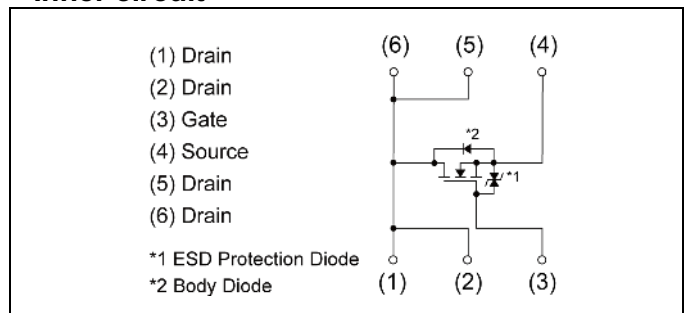 Inner circuit
(1) Drain
(2) Drain
(3) Gate
(4) Source
(5) Drain
(6) Drain
*1 ESD Protection Diode
*2 Body Diode
(6) (5) (4)
*2
*1
(1) (2) (3)